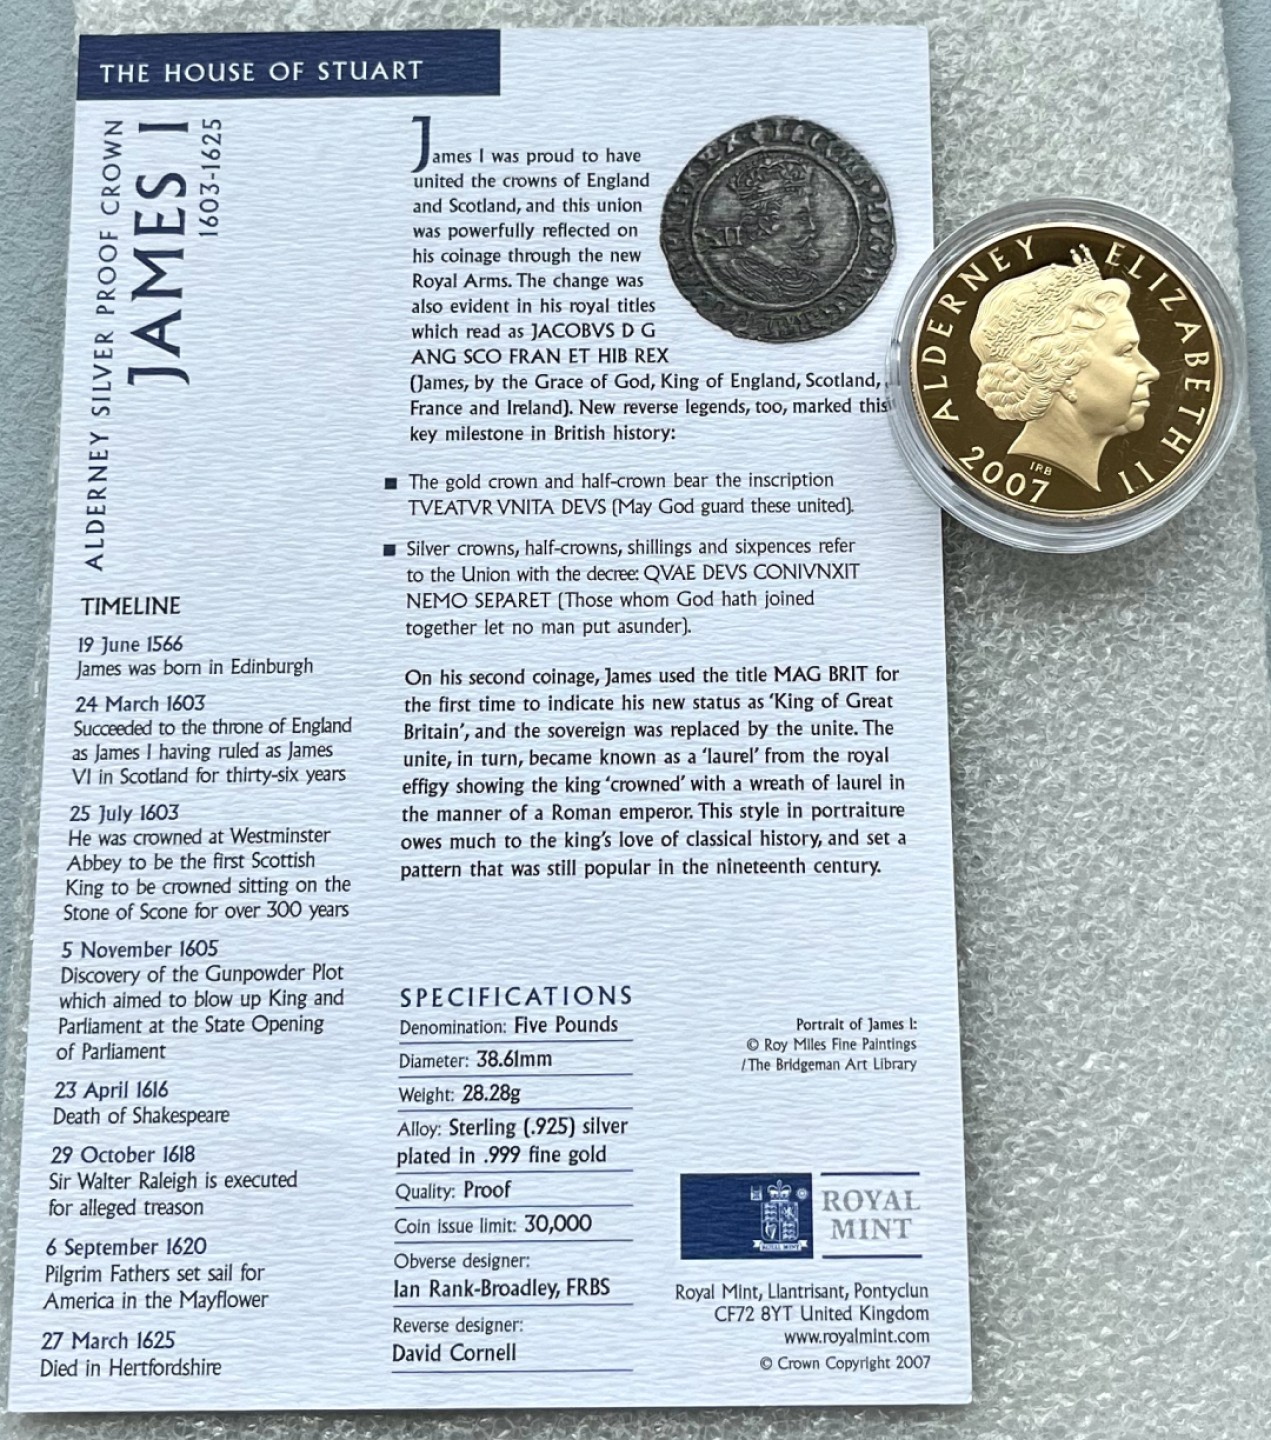 THE HOUSE OF STUART
ALDERNEY SILVER PROOF CROWN
JAMES I
1603-1625
TIMELINE
19 June 1566
James was born in Edinburgh
24 March 1603
Succeeded to the throne of England
as James I having ruled as James
VI in Scotland for thirty-six years
25 July 1603
He was crowned at Westminster
Abbey to be the first Scottish
King to be crowned sitting on the
Stone of Scone for over 300 years
5 November 1605
Discovery of the Gunpowder Plot
which aimed to blow up King and
Parliament at the State Opening
of Parliament
23 April 1616
Death of Shakespeare
29 October 1618
Sir Walter Raleigh is executed
for alleged treason
6 September 1620
Pilgrim Fathers set sail for
America in the Mayflower
27 March 1625
Died in Hertfordshire
James I was proud to have
united the crowns of England
and Scotland, and this union
was powerfully reflected on
his coinage through the new
Royal Arms. The change was
also evident in his royal titles
which read as JACOBVS D G
ANG SCO FRAN ET HIB REX
(James, by the Grace of God, King of England, Scotland,
France and Ireland). New reverse legends, too, marked this
key milestone in British history:
■ The gold crown and half-crown bear the inscription
TVEATVR VNITA DEVS (May God guard these united).
■ Silver crowns, half-crowns, shillings and sixpences refer
to the Union with the decree: QVAE DEVS CONIVNXIT
NEMO SEPARET (Those whom God hath joined
together let no man put asunder).
On his second coinage, James used the title MAG BRIT for
the first time to indicate his new status as 'King of Great
Britain', and the sovereign was replaced by the unite. The
unite, in turn, became known as a 'laurel' from the royal
effigy showing the king 'crowned' with a wreath of laurel in
the manner of a Roman emperor. This style in portraiture
owes much to the king's love of classical history, and set a
pattern that was still popular in the nineteenth century.
SPECIFICATIONS
Denomination: Five Pounds
Diameter: 38.61mm
Weight: 28.28g
Alloy: Sterling (.925) silver
plated in .999 fine gold
Quality: Proof
Coin issue limit: 30,000
Obverse designer:
Ian Rank-Broadley, FRBS
Reverse designer:
David Cornell
Portrait of James I:
© Roy Miles Fine Paintings
/The Bridgeman Art Library
ROYAL MINT
ROYAL
MINT
Royal Mint, Llantrisant, Pontyclun
CF72 8YT United Kingdom
www.royalmint.com
© Crown Copyright 2007
ALDERNEY ELIZABETH II
2007
IRB
XII